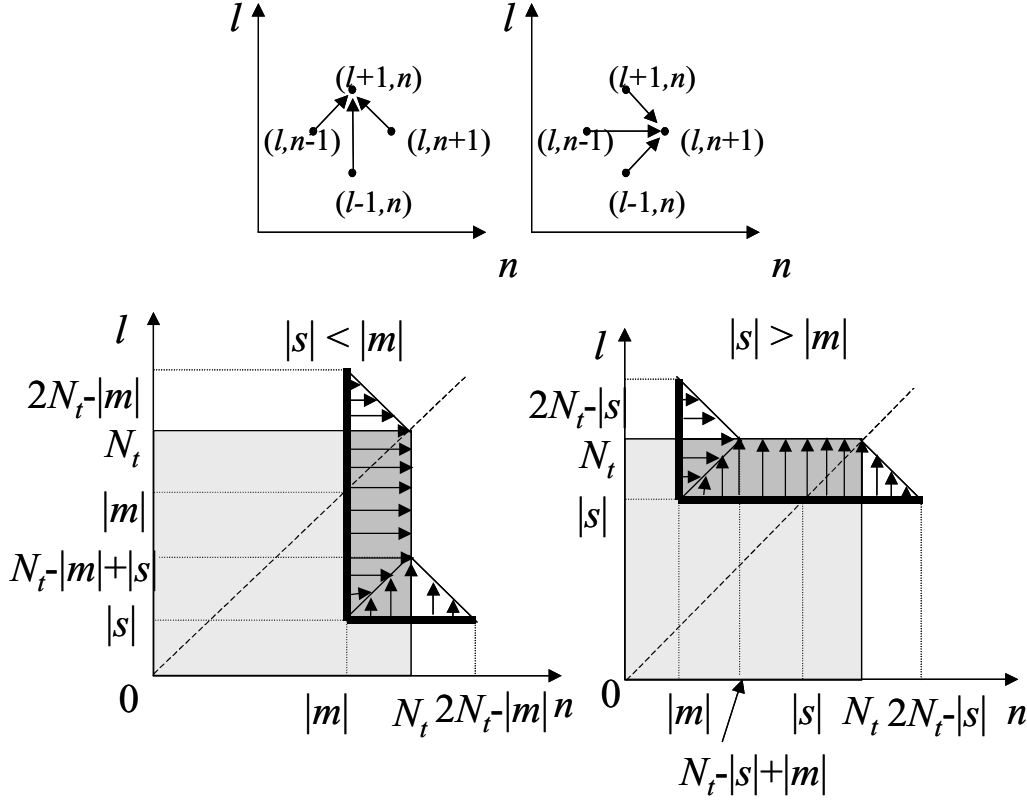 l
l
(l+1,n)
(l+1,n)
(l,n-1)
(l,n+1)
(l,n-1)
(l,n+1)
(l-1,n)
(l-1,n)
n
n
l
|s| < |m|
2N_t-|m|
N_t
|m|
N_t-|m|+|s|
|s|
0
|m|
N_t
2N_t-|m|
n
l
|s| > |m|
2N_t-|s
N_t
|s|
0
|m|
|s|
N_t
2N_t-|s|
n
N_t-|s|+|m|